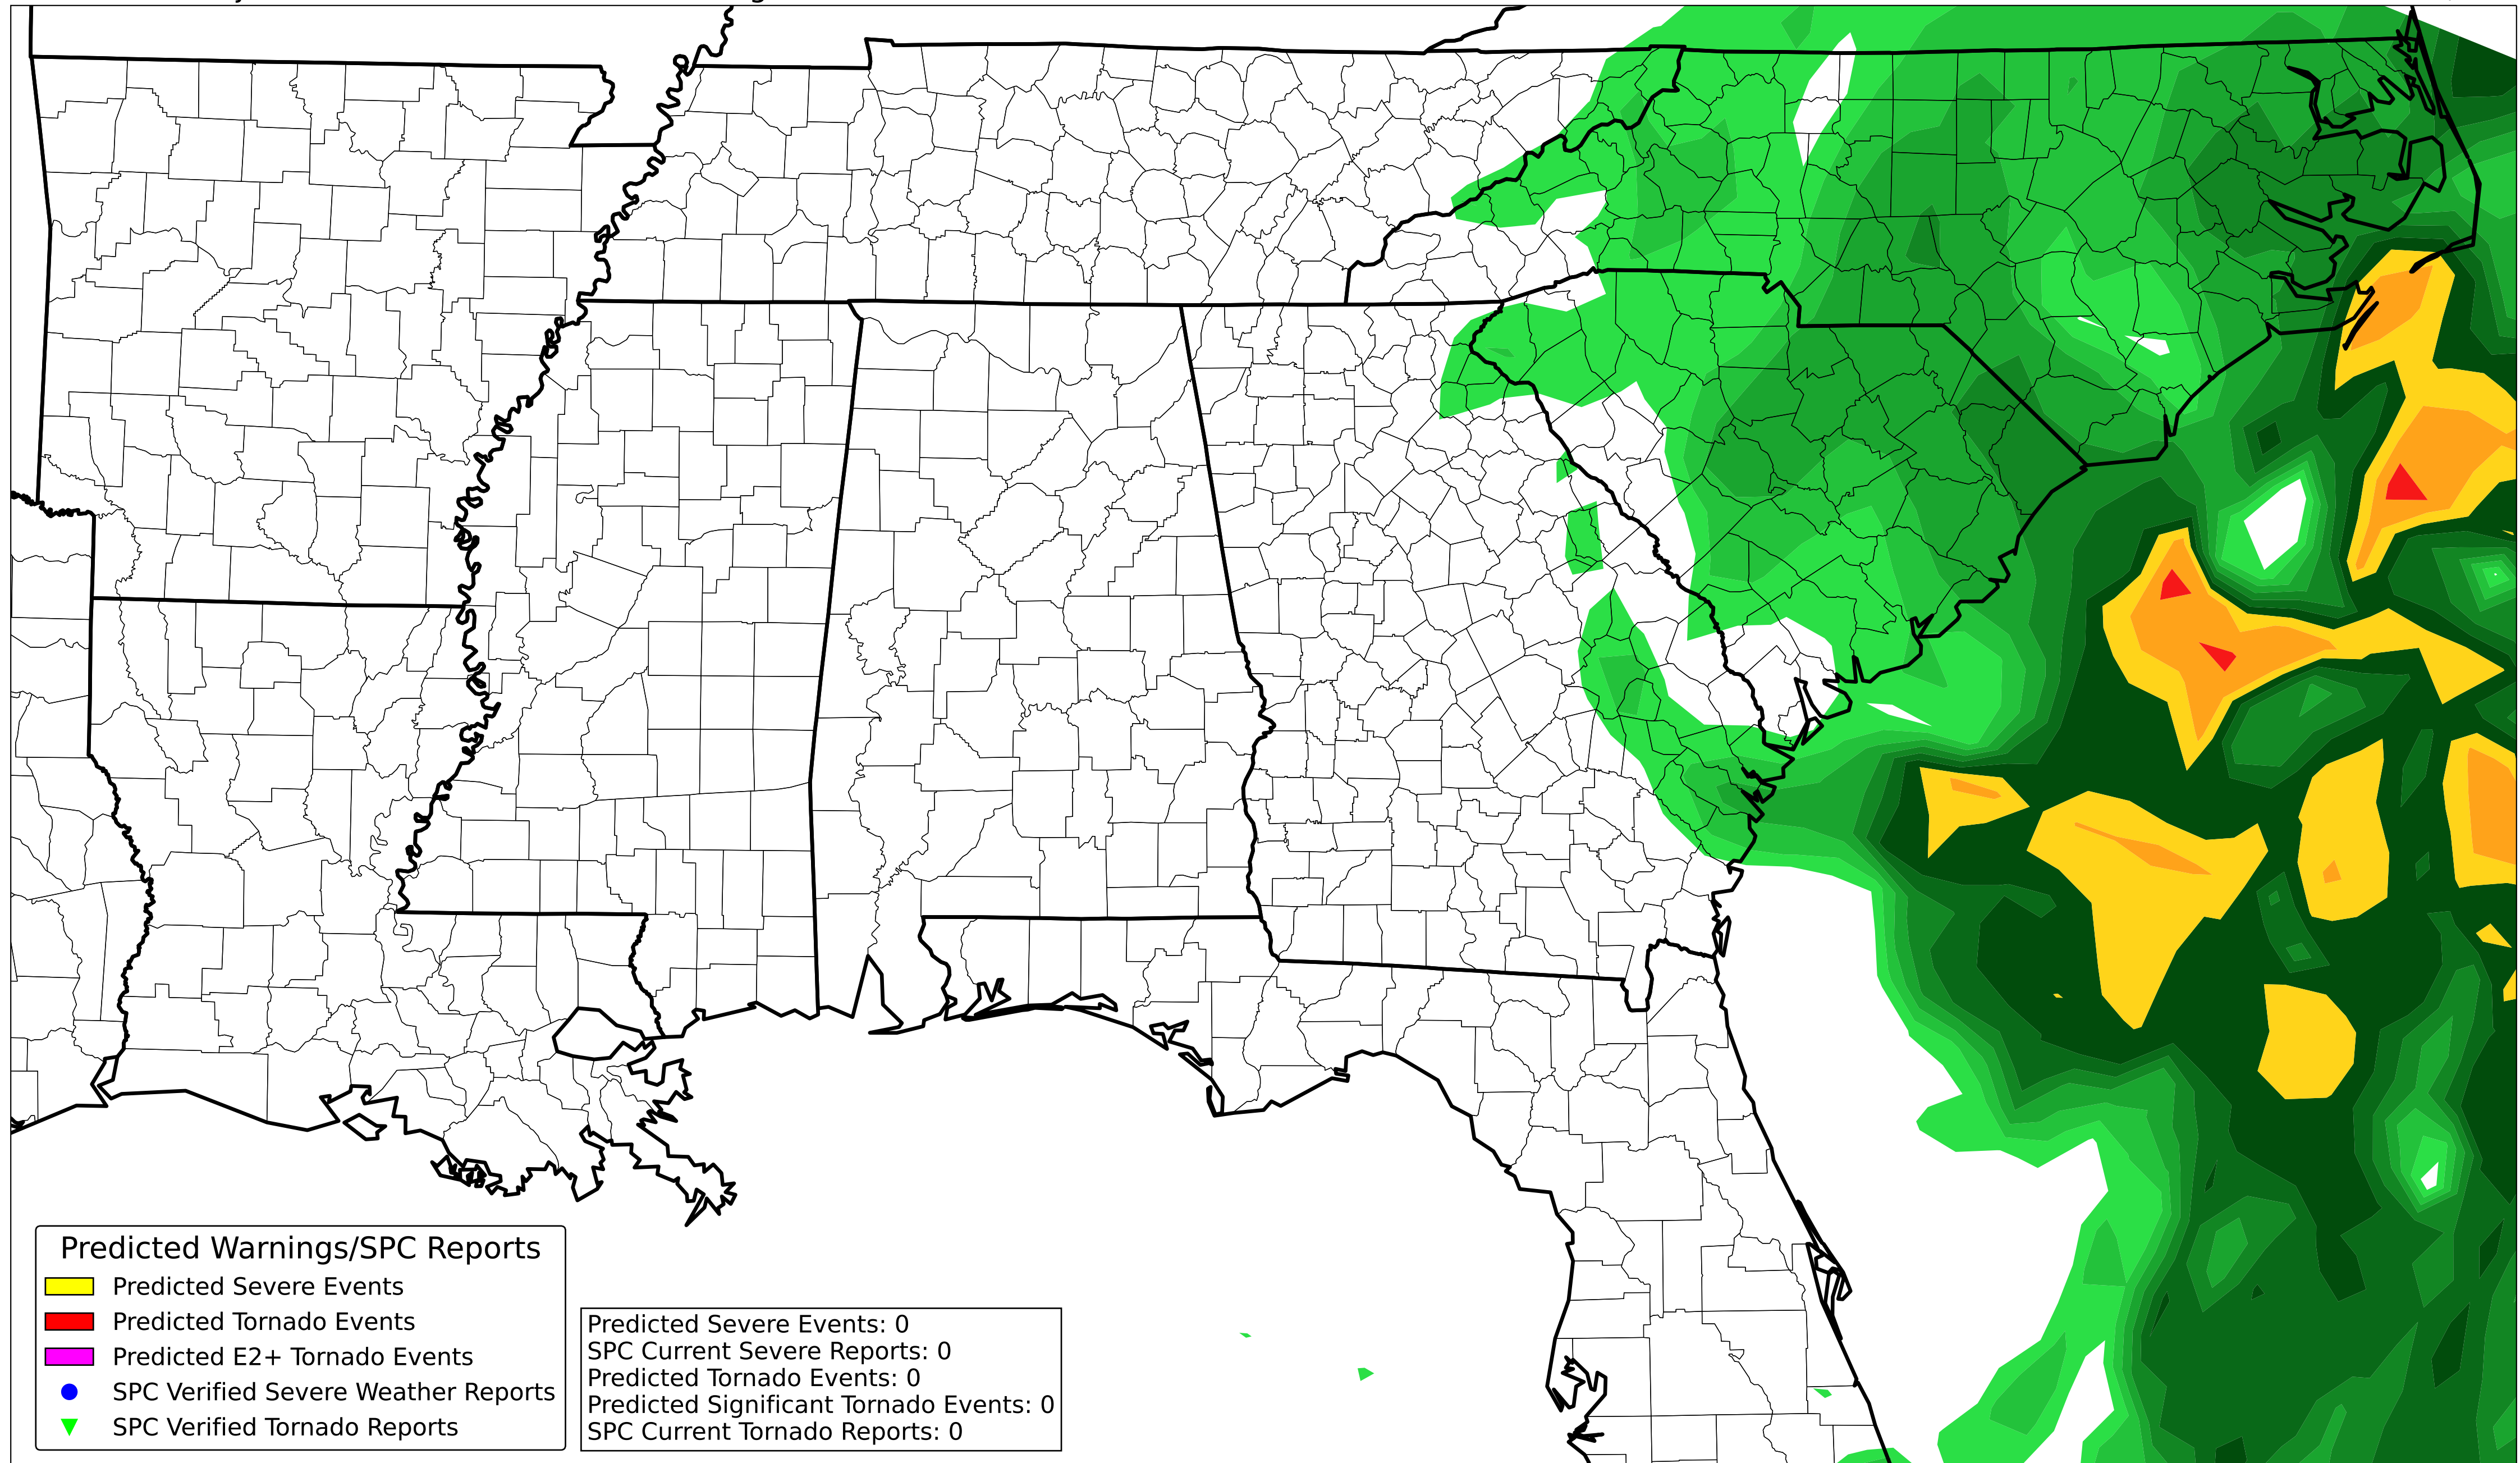 Predicted Warnings/SPC Reports
Predicted Severe Events
Predicted Tornado Events
Predicted E2+ Tornado Events
SPC Verified Severe Weather Reports
SPC Verified Tornado Reports
Predicted Severe Events: 0
SPC Current Severe Reports: 0
Predicted Tornado Events: 0
Predicted Significant Tornado Events: 0
SPC Current Tornado Reports: 0